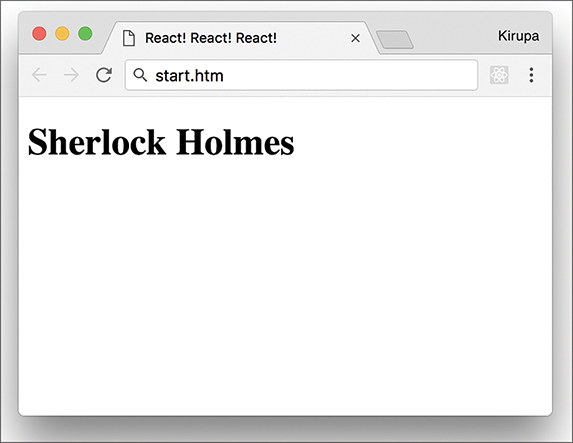 React! React! React!
Kirupa
start.htm
Sherlock Holmes